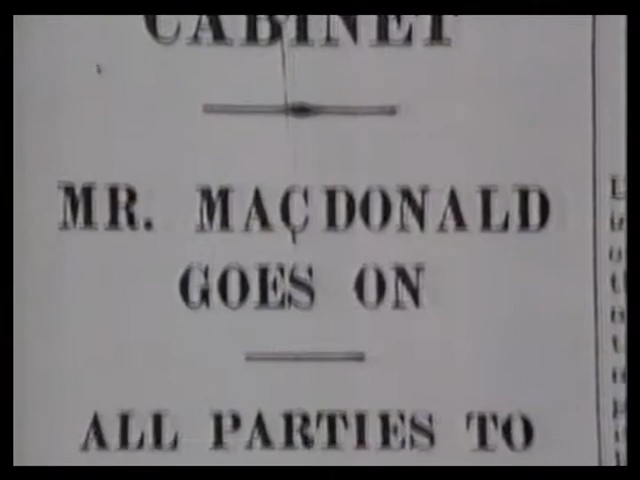 CABINET
MR. MACDONALD
GOES ON
ALL PARTIES TO